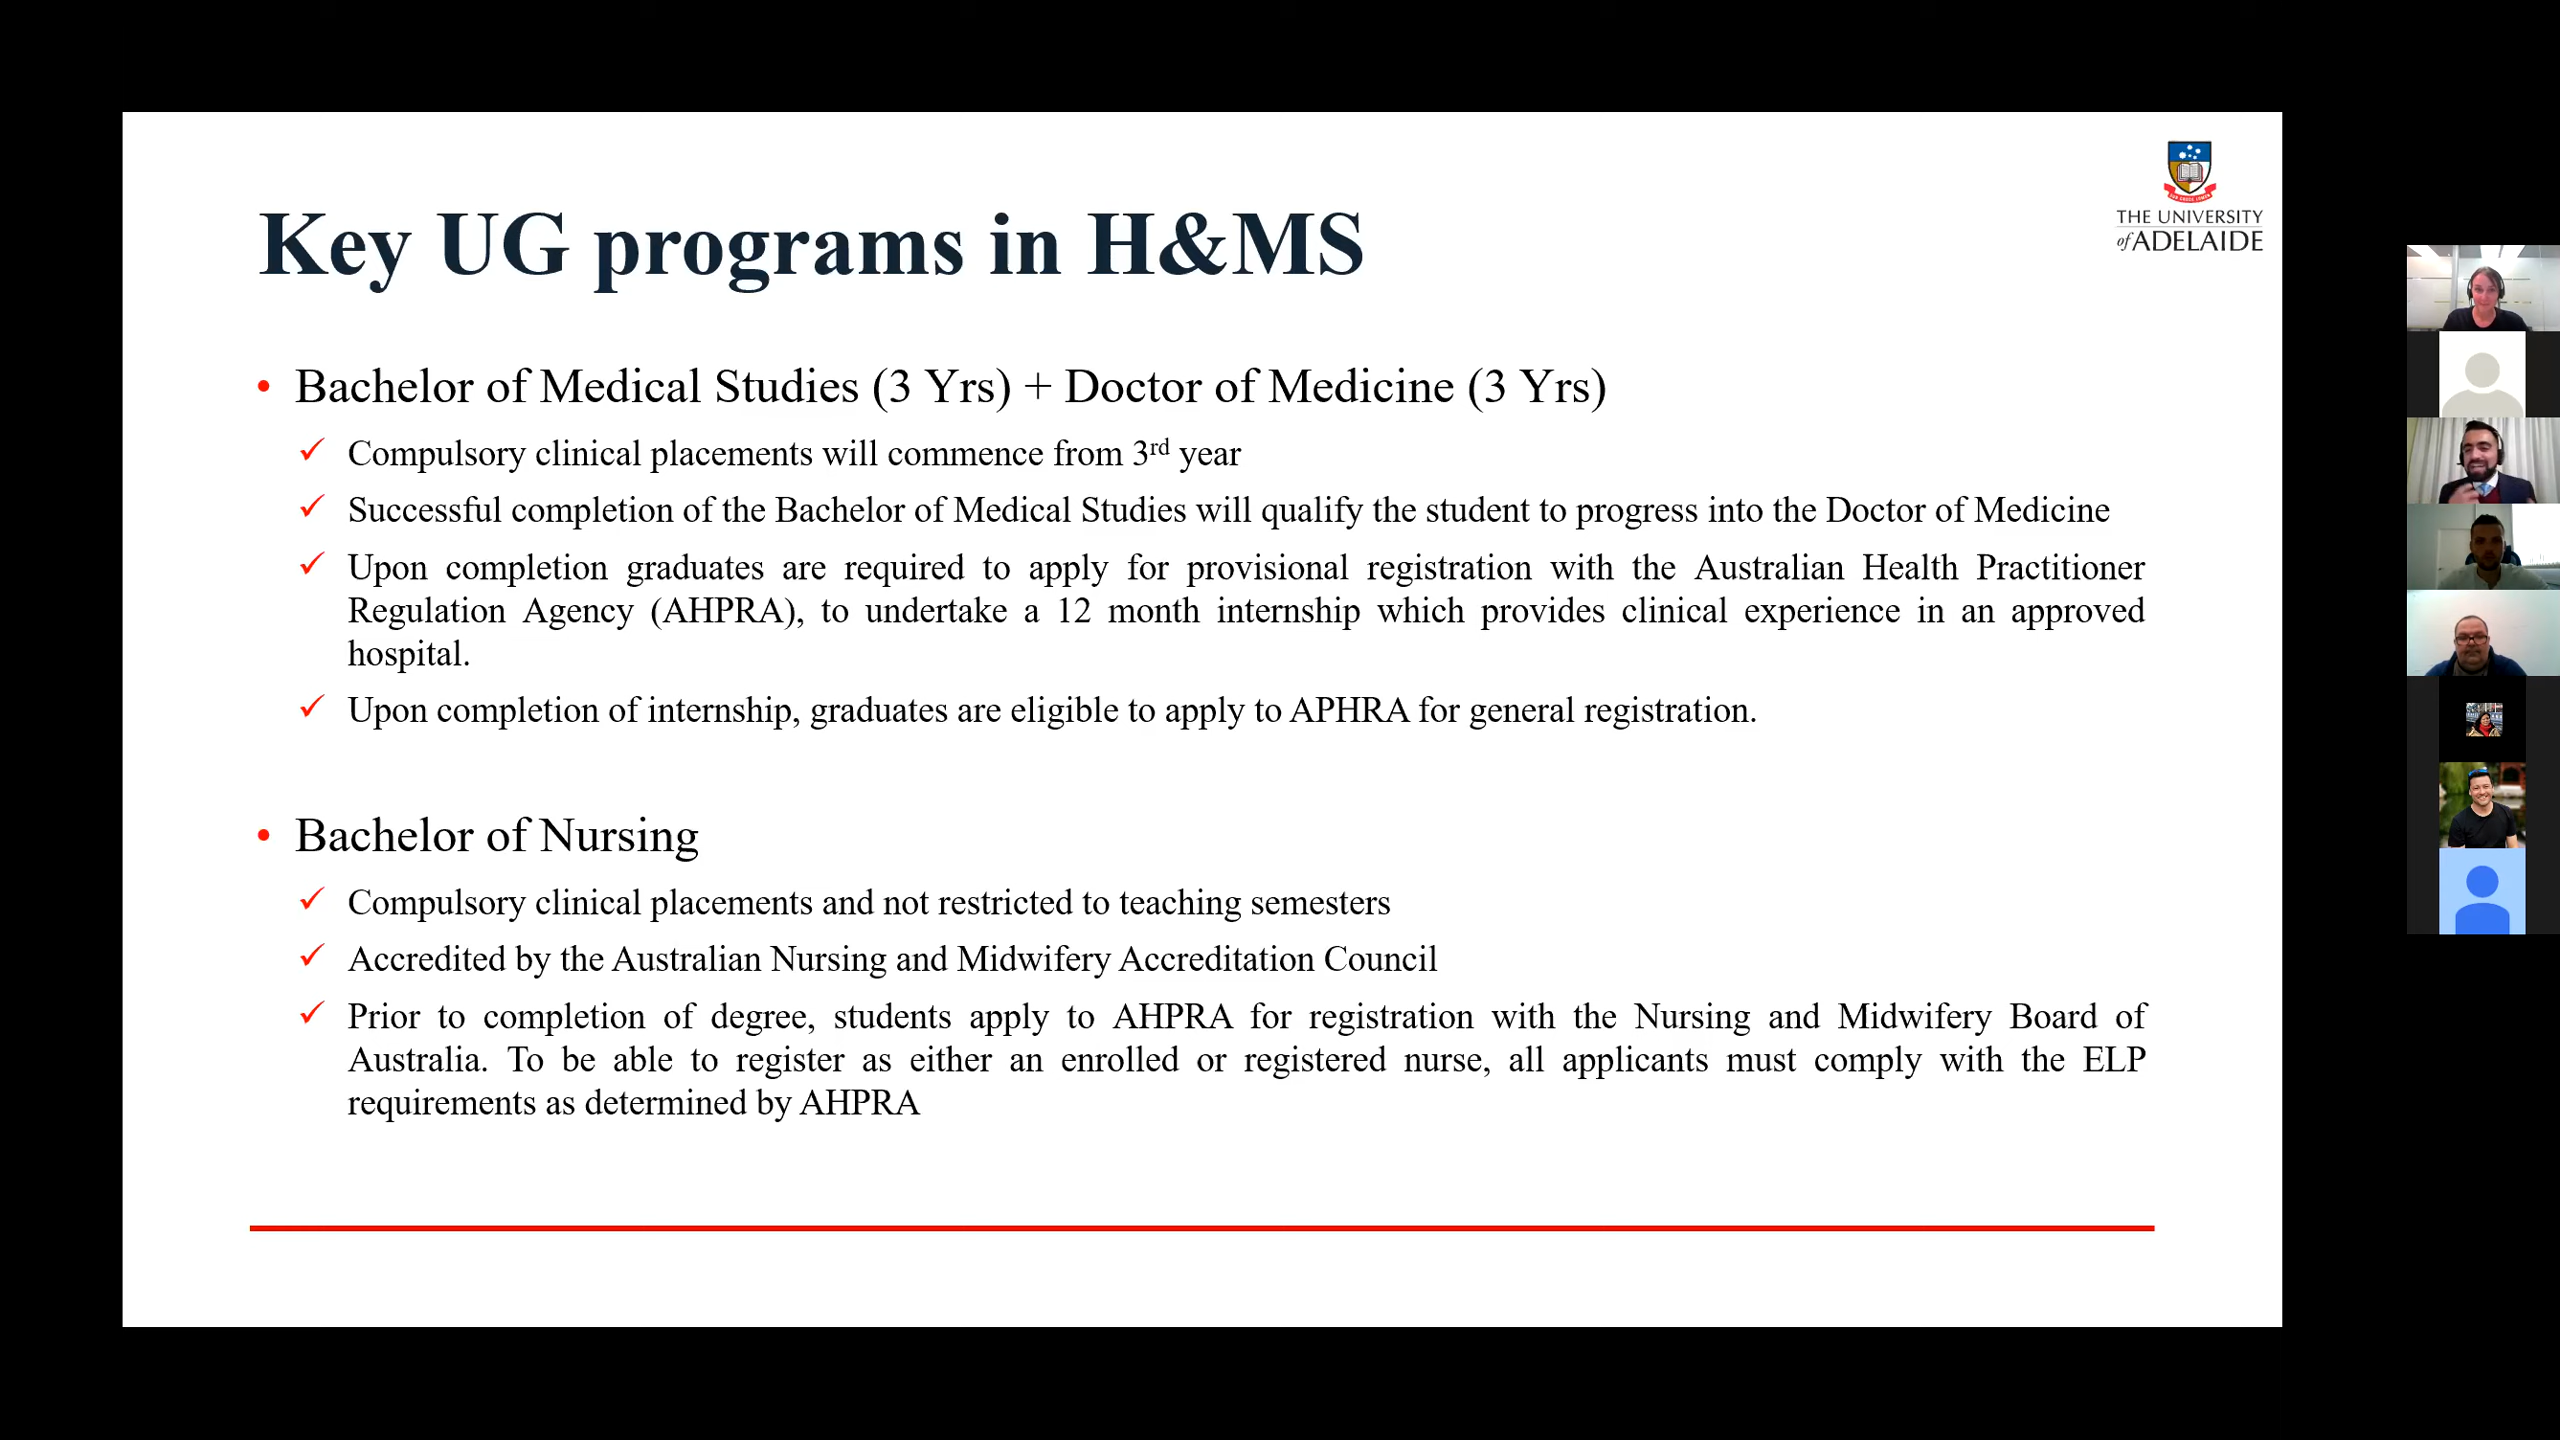 THE UNIVERSITY
of ADELAIDE
Key UG programs in H&MS
• Bachelor of Medical Studies (3 Yrs) + Doctor of Medicine (3 Yrs)
✓ Compulsory clinical placements will commence from 3rd year
✓ Successful completion of the Bachelor of Medical Studies will qualify the student to progress into the Doctor of Medicine
✓ Upon completion graduates are required to apply for provisional registration with the Australian Health Practitioner
Regulation Agency (AHPRA), to undertake a 12 month internship which provides clinical experience in an approved
hospital.
✓ Upon completion of internship, graduates are eligible to apply to APHRA for general registration.
• Bachelor of Nursing
✓ Compulsory clinical placements and not restricted to teaching semesters
✓ Accredited by the Australian Nursing and Midwifery Accreditation Council
✓ Prior to completion of degree, students apply to AHPRA for registration with the Nursing and Midwifery Board of
Australia. To be able to register as either an enrolled or registered nurse, all applicants must comply with the ELP
requirements as determined by AHPRA